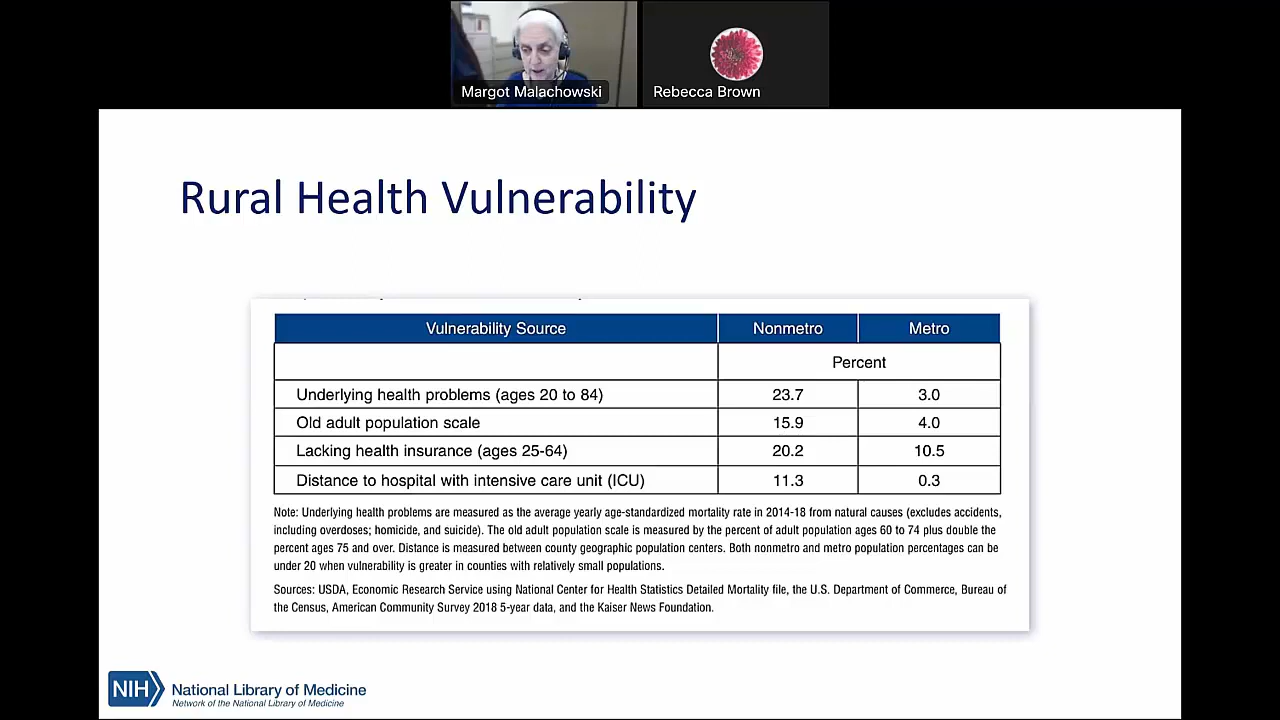 Margot Malachowski
Rebecca Brown
Rural Health Vulnerability
Vulnerability Source Nonmetro Metro
Percent
Underlying health problems (ages 20 to 84) 23.7 3.0
Old adult population scale 15.9 4.0
Lacking health insurance (ages 25-64) 20.2 10.5
Distance to hospital with intensive care unit (ICU) 11.3 0.3
Note: Underlying health problems are measured as the average yearly age-standardized mortality rate in 2014-18 from natural causes (excludes accidents,
including overdoses; homicide, and suicide). The old adult population scale is measured by the percent of adult population ages 60 to 74 plus double the
percent ages 75 and over. Distance is measured between county geographic population centers. Both nonmetro and metro population percentages can be
under 20 when vulnerability is greater in counties with relatively small populations.
Sources: USDA, Economic Research Service using National Center for Health Statistics Detailed Mortality file, the U.S. Department of Commerce, Bureau of
the Census, American Community Survey 2018 5-year data, and the Kaiser News Foundation.
NIH National Library of Medicine
Network of the National Library of Medicine